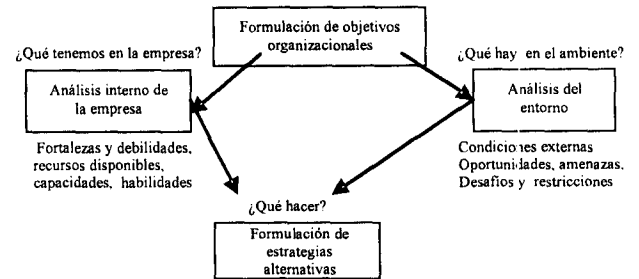 Formulación de objetivos
organizacionales
¿Qué tenemos en la empresa?
Análisis interno de
la empresa
Fortalezas y debilidades,
recursos disponibles,
capacidades, habilidades
¿Qué hay en el ambiente?
Análisis del
entorno
Condiciones externas
Oportunidades, amenazas,
Desafíos y restricciones
¿Qué hacer?
Formulación de
estrategias
alternativas